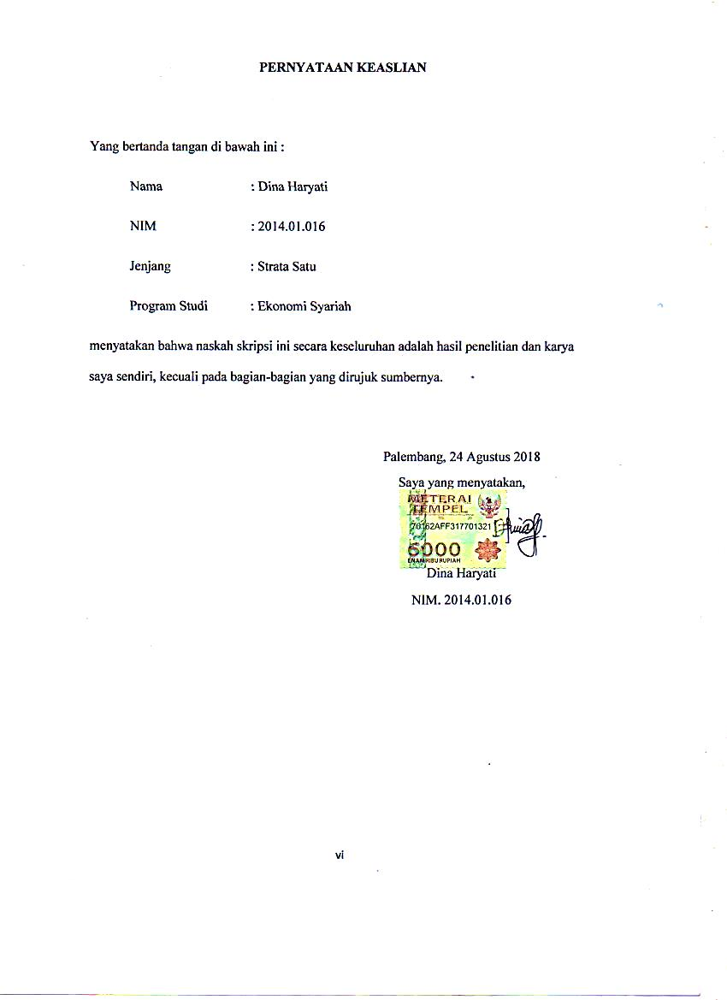 PERNYATAAN KEASLIAN
Yang bertanda tangan di bawah ini :
Nama : Dina Haryati
NIM : 2014.01.016
Jenjang : Strata Satu
Program Studi : Ekonomi Syariah
menyatakan bahwa naskah skripsi ini secara keseluruhan adalah hasil penelitian dan karya
saya sendiri, kecuali pada bagian-bagian yang dirujuk sumbernya.
Palembang, 24 Agustus 2018
Saya yang menyatakan,
METERAI
TEMPEL
6000
ENAM RIBU RUPIAH
Dina Haryati
NIM. 2014.01.016
vi